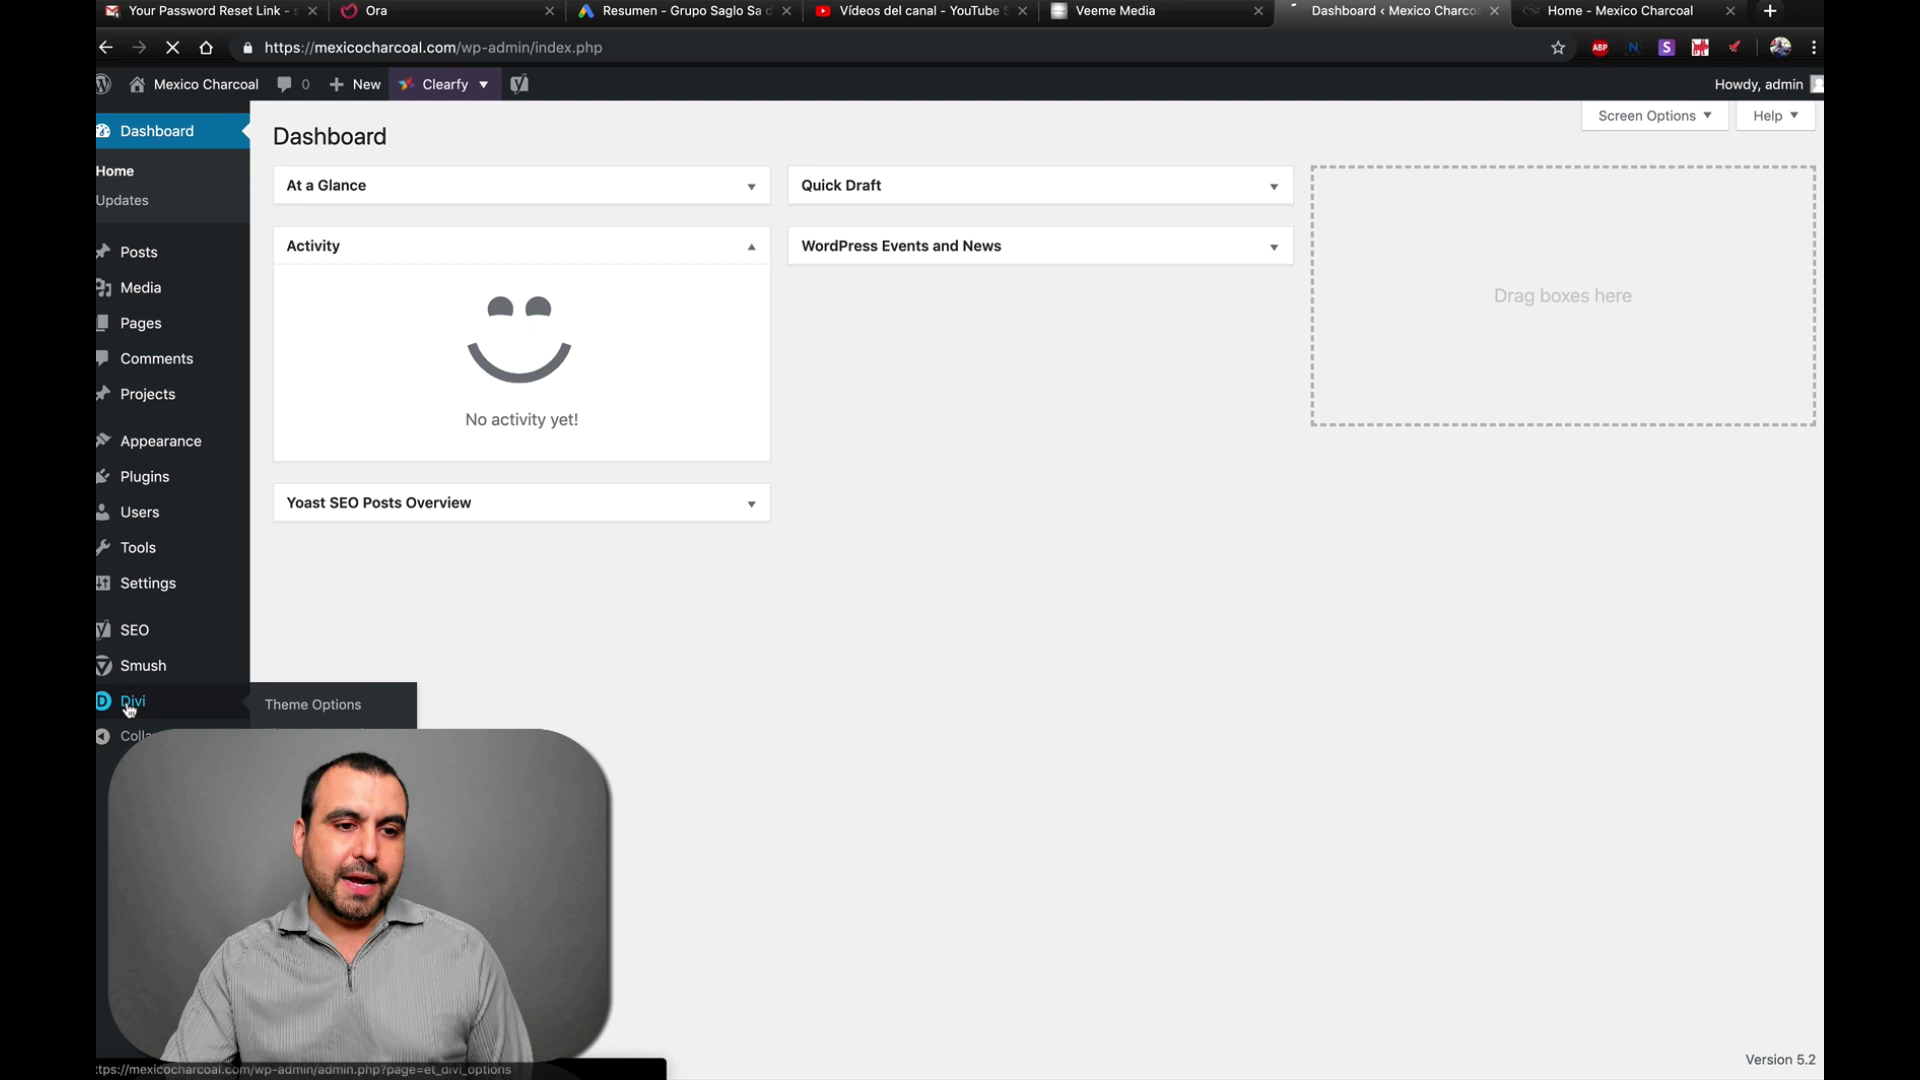 Your Password Reset Link -
Ora
Resumen - Grupo Saglo Sa d
Vídeos del canal - YouTube S
Veeme Media
Dashboard ‹ Mexico Charcoa
Home - Mexico Charcoal
https://mexicocharcoal.com/wp-admin/index.php
ABP
N
S
Mexico Charcoal
0
New
Clearfy
Howdy, admin
Screen Options
Help
Dashboard
Home
Updates
Posts
Media
Pages
Comments
Projects
Appearance
Plugins
Users
Tools
Settings
SEO
Smush
Divi
Colla
Theme Options
Dashboard
At a Glance
Activity
No activity yet!
Yoast SEO Posts Overview
Quick Draft
WordPress Events and News
Drag boxes here
Version 5.2
tps://mexicocharcoal.com/wp-admin/admin.php?page=et_divi_options